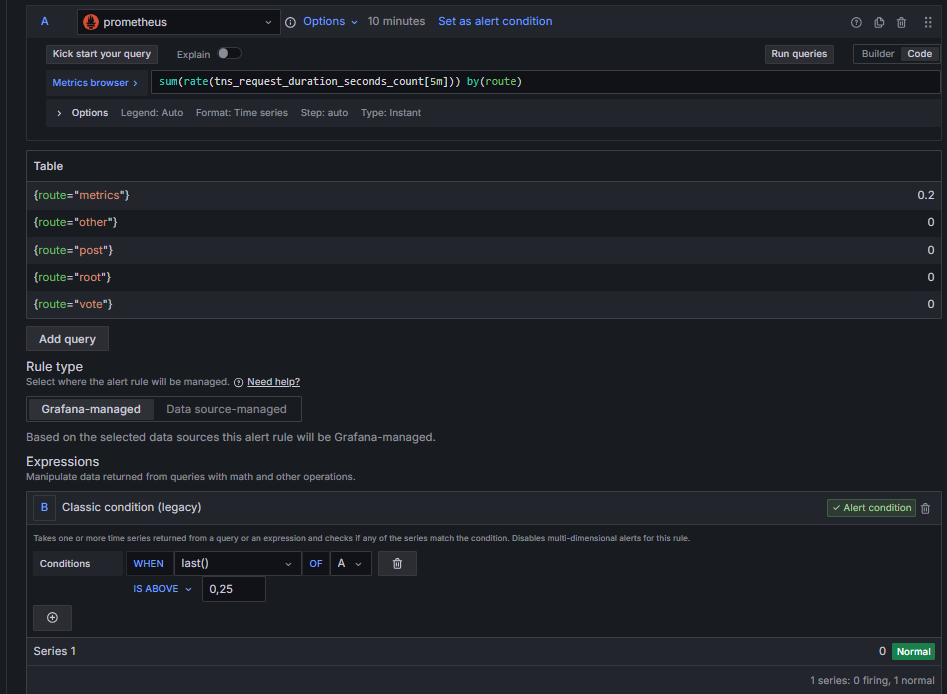 A prometheus Options 10 minutes Set as alert condition
Kick start your query Explain Run queries Builder Code
Metrics browser > sum(rate(tns_request_duration_seconds_count[5m])) by(route)
> Options Legend: Auto Format: Time series Step: auto Type: Instant
Table
{route="metrics"} 0.2
{route="other"} 0
{route="post"} 0
{route="root"} 0
{route="vote"} 0
Add query
Rule type
Select where the alert rule will be managed. Need help?
Grafana-managed Data source-managed
Based on the selected data sources this alert rule will be Grafana-managed.
Expressions
Manipulate data returned from queries with math and other operations.
B Classic condition (legacy) ✓ Alert condition
Takes one or more time series returned from a query or an expression and checks if any of the series match the condition. Disables multi-dimensional alerts for this rule.
Conditions WHEN last() OF A
IS ABOVE 0,25
Series 1 0 Normal
1 series: 0 firing, 1 normal